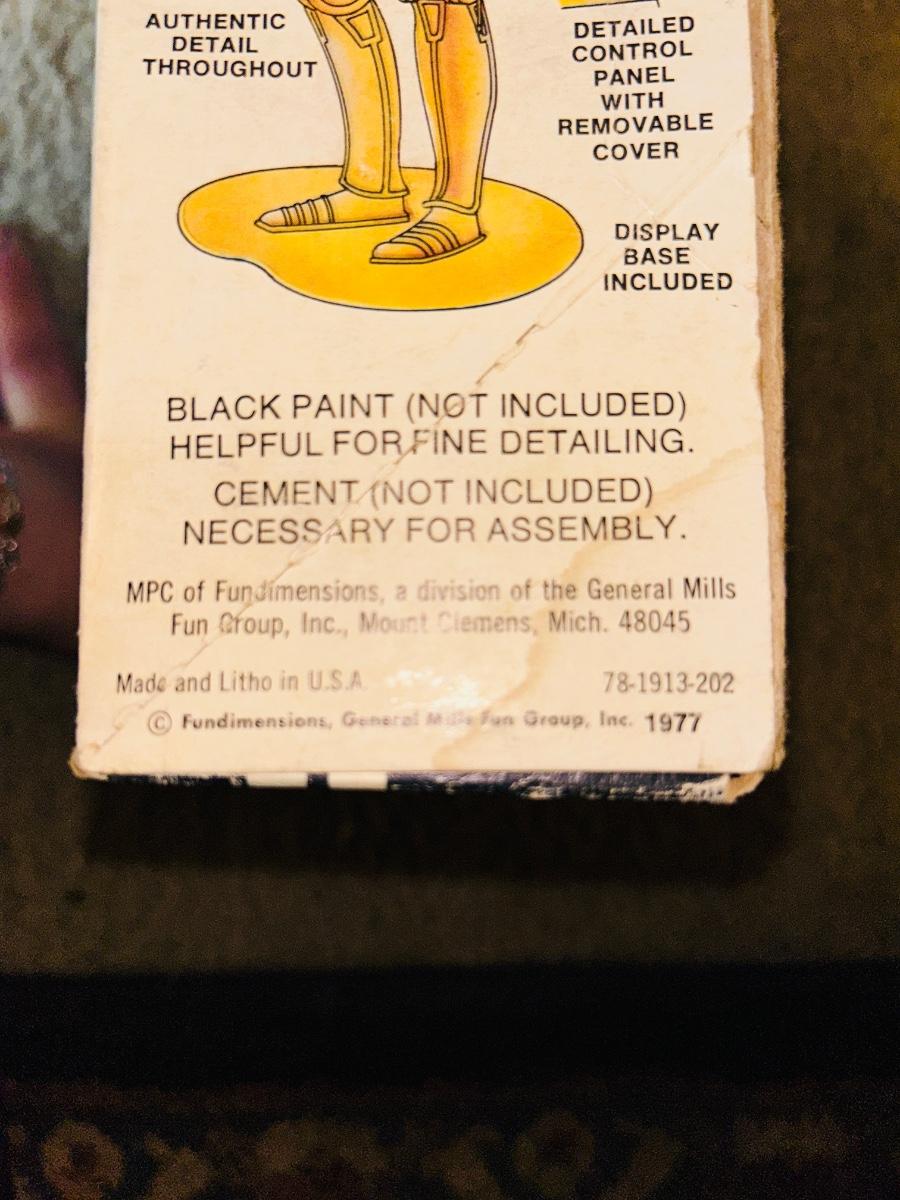 AUTHENTIC
DETAIL
THROUGHOUT
DETAILED
CONTROL
PANEL
WITH
REMOVABLE
COVER
DISPLAY
BASE
INCLUDED
BLACK PAINT (NOT INCLUDED)
HELPFUL FOR FINE DETAILING.
CEMENT (NOT INCLUDED)
NECESSARY FOR ASSEMBLY.
MPC of Fundimensions, a division of the General Mills
Fun Group, Inc., Mount Clemens, Mich. 48045
Made and Litho in U.S.A.
78-1913-202
© Fundimensions, General Mills Fun Group, Inc. 1977